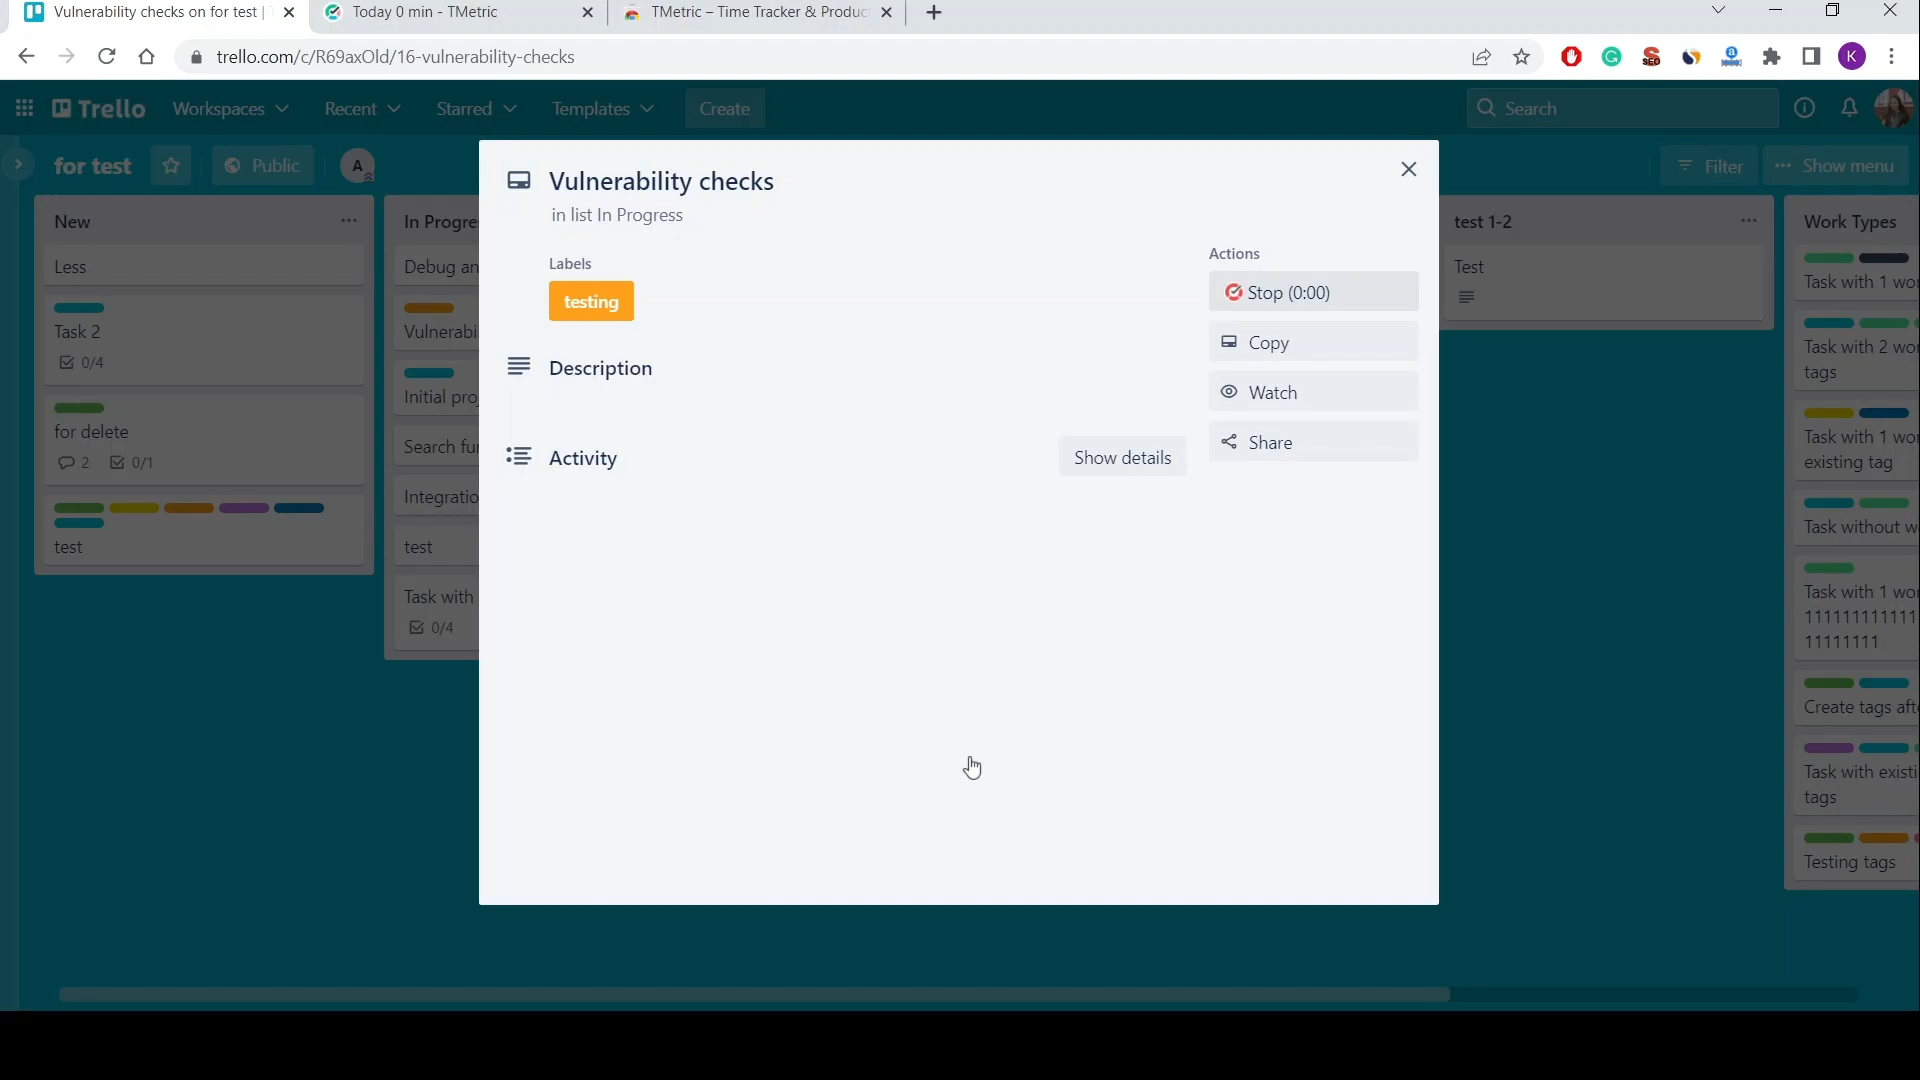 Vulnerability checks on for test |
Today 0 min - TMetric
TMetric – Time Tracker & Produc
trello.com/c/R69axOld/16-vulnerability-checks
SEO
K
Trello
Workspaces
Recent
Starred
Templates
Create
Search
for test
Public
A
Filter
Show menu
New
Less
Task 2
0/4
for delete
2
0/1
test
In Progre
Debug an
Vulnerabi
Initial proj
Search fun
Integratio
test
Task with
0/4
Vulnerability checks
in list In Progress
Labels
testing
Description
Activity
Show details
Actions
Stop (0:00)
Copy
Watch
Share
test 1-2
Test
Work Types
Task with 1 wo
Task with 2 wo
tags
Task with 1 wo
existing tag
Task without w
Task with 1 wo
111111111111
11111111
Create tags aft
Task with existi
tags
Testing tags